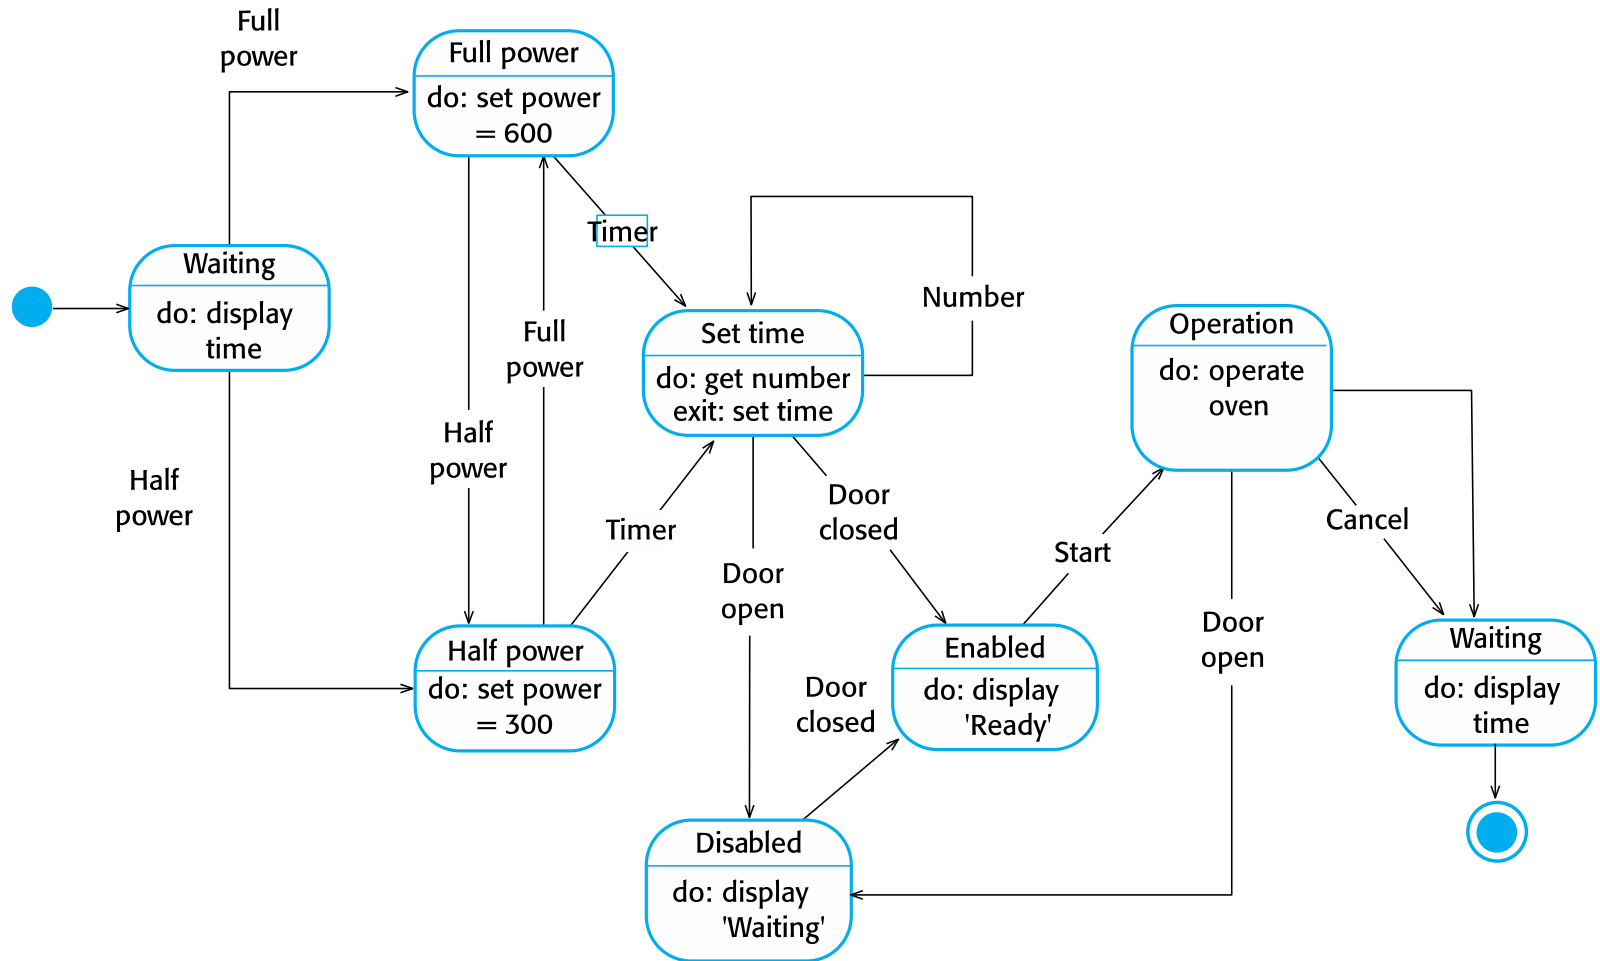 Full
power
Full power
do: set power
= 600
Timer
Waiting
do: display
time
Full
power
Half
power
Half
power
Number
Set time
do: get number
exit: set time
Timer
Door
open
Door
closed
Operation
do: operate
oven
Start
Cancel
Door
open
Half power
do: set power
= 300
Enabled
do: display
'Ready'
Door
closed
Waiting
do: display
time
Disabled
do: display
'Waiting'